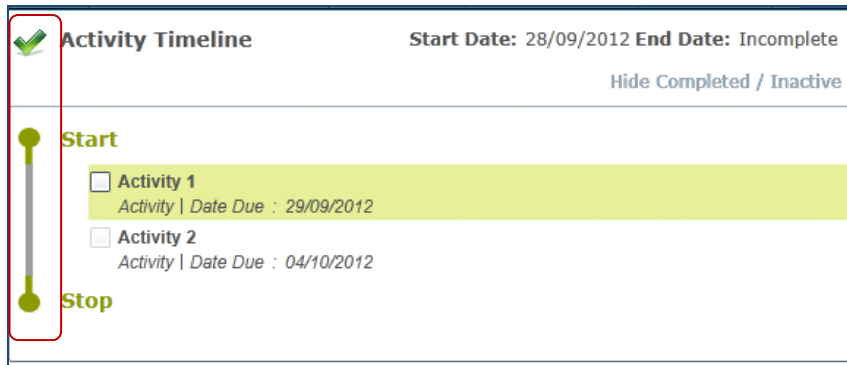 Activity Timeline Start Date: 28/09/2012 End Date: Incomplete
Hide Completed / Inactive
Start
Activity 1
Activity | Date Due : 29/09/2012
Activity 2
Activity | Date Due : 04/10/2012
Stop